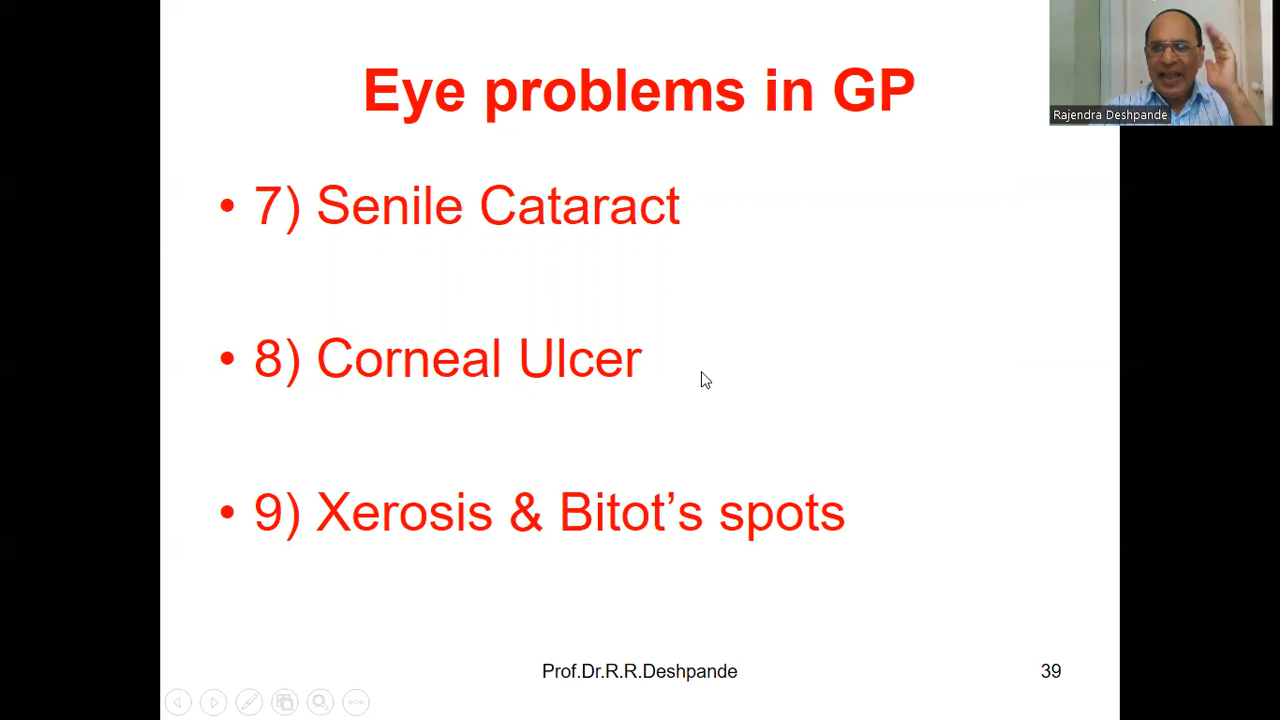 Eye problems in GP
Rajendra Deshpande
• 7) Senile Cataract
• 8) Corneal Ulcer
• 9) Xerosis & Bitot’s spots
Prof.Dr.R.R.Deshpande
39